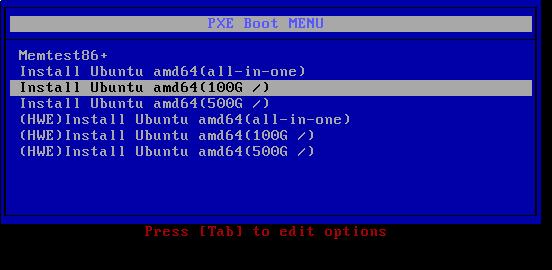 PXE Boot MENU
Memtest86+
Install Ubuntu amd64(all-in-one)
Install Ubuntu amd64(100G /)
Install Ubuntu amd64(500G /)
(HWE)Install Ubuntu amd64(all-in-one)
(HWE)Install Ubuntu amd64(100G /)
(HWE)Install Ubuntu amd64(500G /)
Press [Tab] to edit options